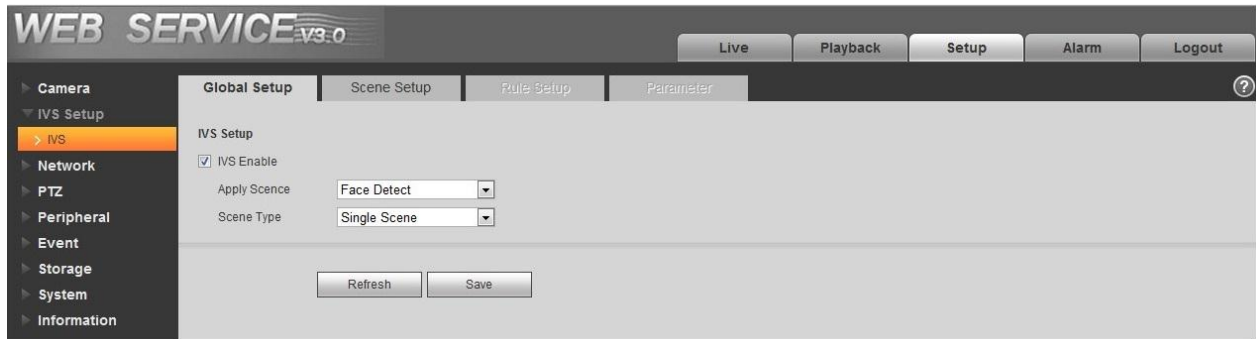 WEB SERVICE V3.0
Live Playback Setup Alarm Logout
Camera
IVS Setup
> IVS
Network
PTZ
Peripheral
Event
Storage
System
Information
Global Setup Scene Setup Rule Setup Parameter ?
IVS Setup
IVS Enable
Apply Scence Face Detect
Scene Type Single Scene
Refresh Save